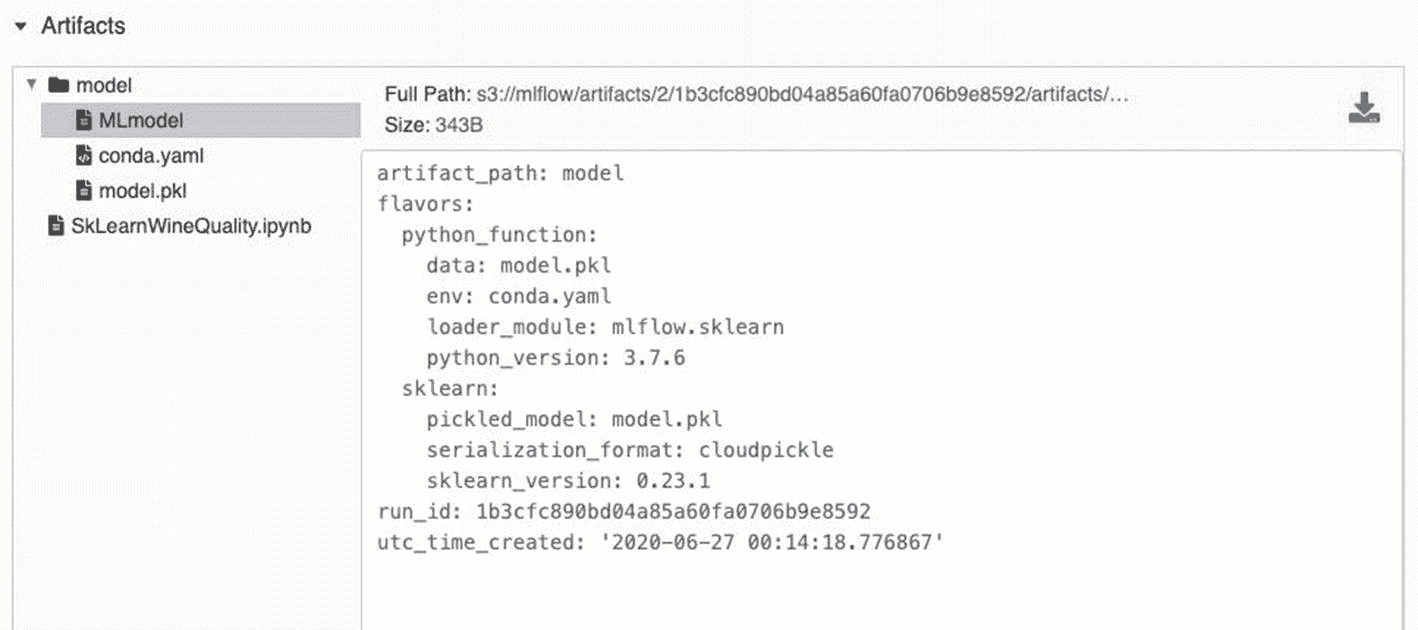 Artifacts
model
MLmodel
conda.yaml
model.pkl
SkLearnWineQuality.ipynb
Full Path: s3://mlflow/artifacts/2/1b3cfc890bd04a85a60fa0706b9e8592/artifacts/…
Size: 343B
artifact_path: model
flavors:
  python_function:
    data: model.pkl
    env: conda.yaml
    loader_module: mlflow.sklearn
    python_version: 3.7.6
  sklearn:
    pickled_model: model.pkl
    serialization_format: cloudpickle
    sklearn_version: 0.23.1
run_id: 1b3cfc890bd04a85a60fa0706b9e8592
utc_time_created: '2020-06-27 00:14:18.776867'